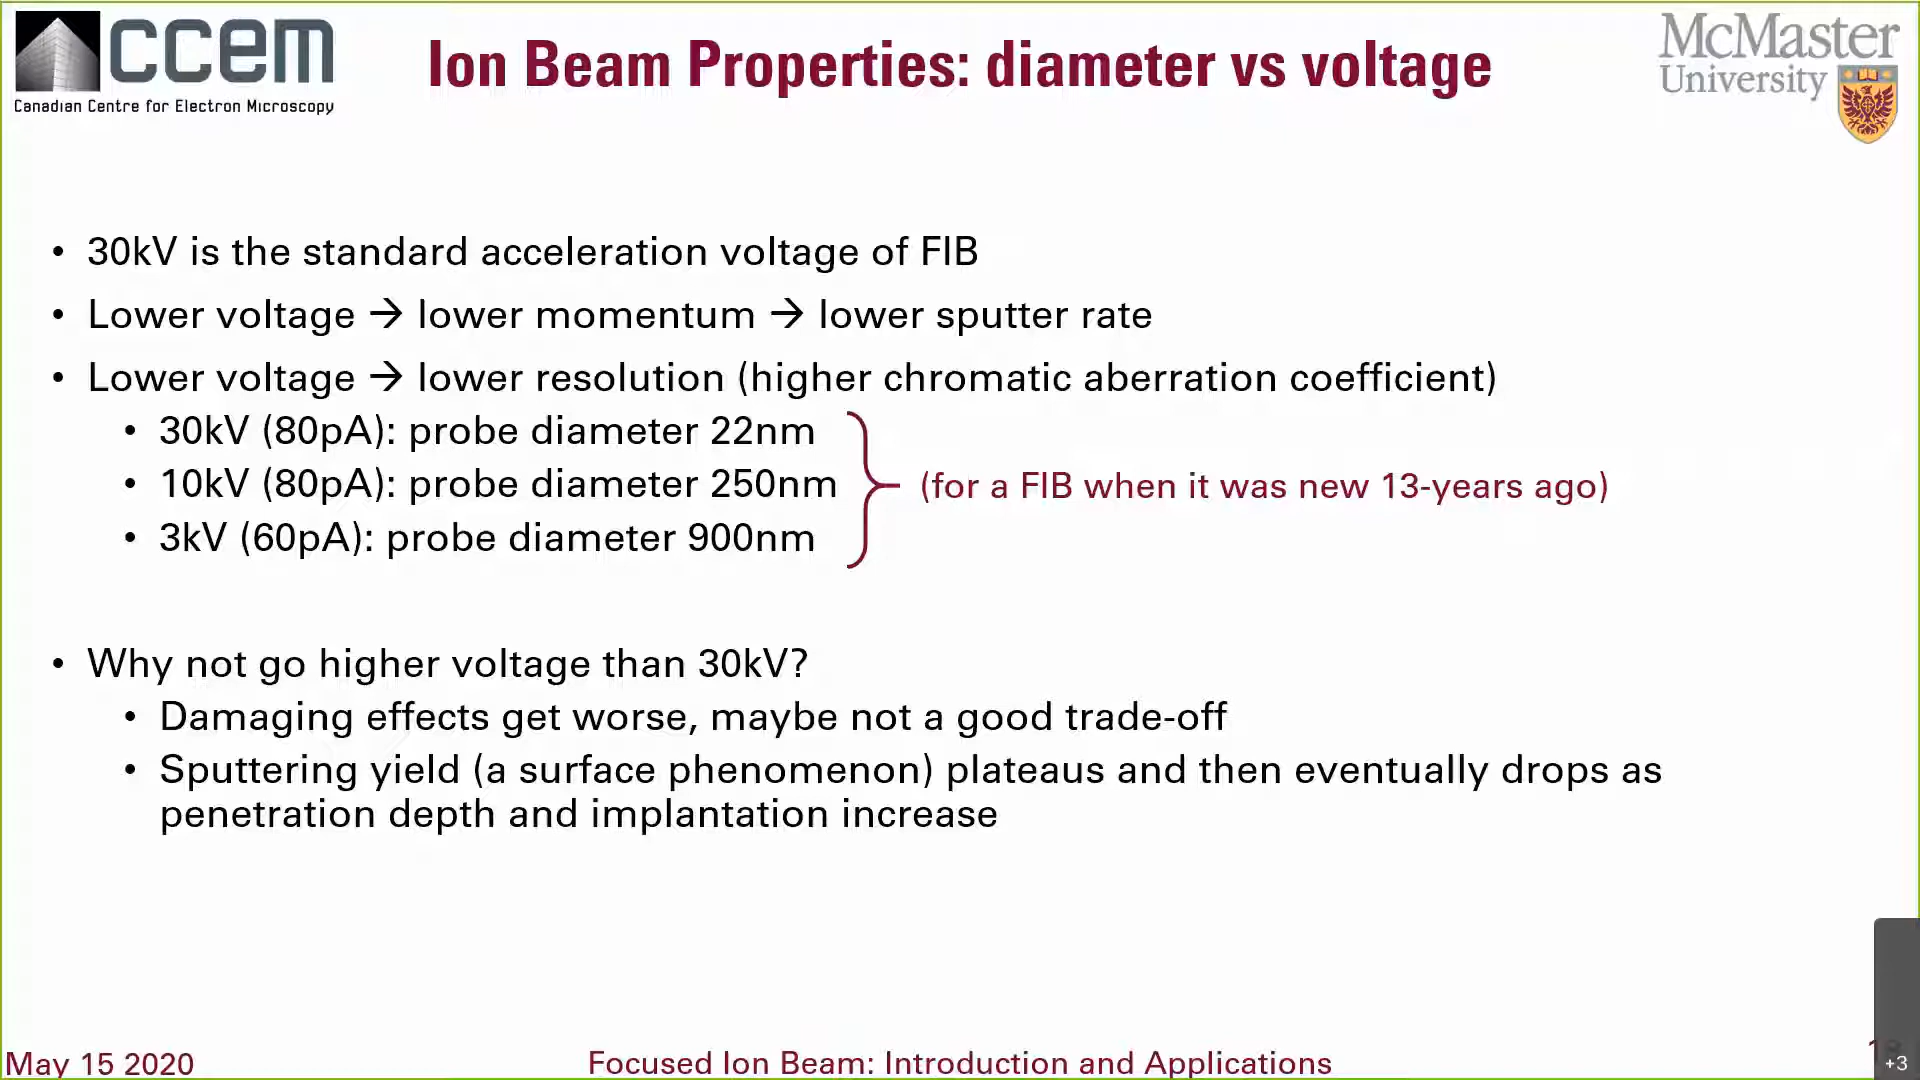 ccem
Canadian Centre for Electron Microscopy
Ion Beam Properties: diameter vs voltage
McMaster
University
• 30kV is the standard acceleration voltage of FIB
• Lower voltage → lower momentum → lower sputter rate
• Lower voltage → lower resolution (higher chromatic aberration coefficient)
• 30kV (80pA): probe diameter 22nm
• 10kV (80pA): probe diameter 250nm
• 3kV (60pA): probe diameter 900nm
(for a FIB when it was new 13-years ago)
• Why not go higher voltage than 30kV?
• Damaging effects get worse, maybe not a good trade-off
• Sputtering yield (a surface phenomenon) plateaus and then eventually drops as
penetration depth and implantation increase
May 15 2020
Focused Ion Beam: Introduction and Applications
+3